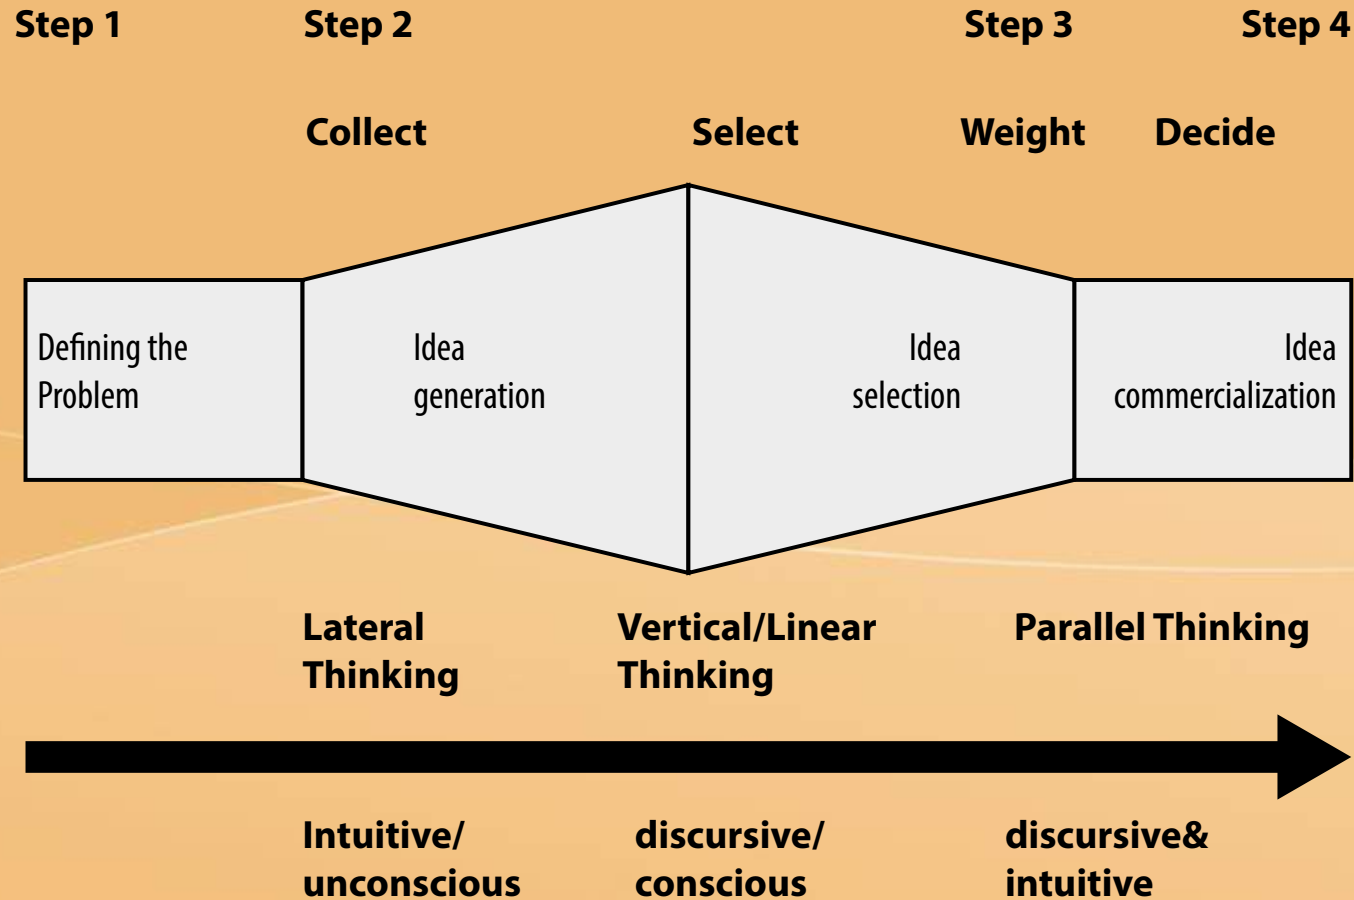 Step 1 Step 2 Step 3 Step 4
Collect Select Weight Decide
Defining the
Problem
Idea
generation
Idea
selection
Idea
commercialization
Lateral
Thinking
Vertical/Linear
Thinking
Parallel Thinking
Intuitive/
unconscious
discursive/
conscious
discursive&
intuitive